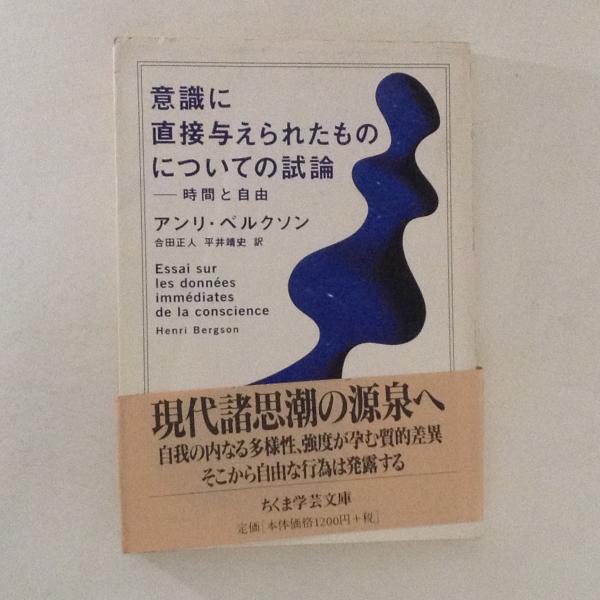 意識に
直接与えられたもの
についての試論
──時間と自由
アンリ・ベルクソン
合田正人 平井靖史 訳
Essai sur
les données
immédiates
de la conscience
Henri Bergson
現代諸思潮の源泉へ
自我の内なる多様性、強度が孕む質的差異
そこから自由な行為は発露する
ちくま学芸文庫
定価[本体価格1200円+税]